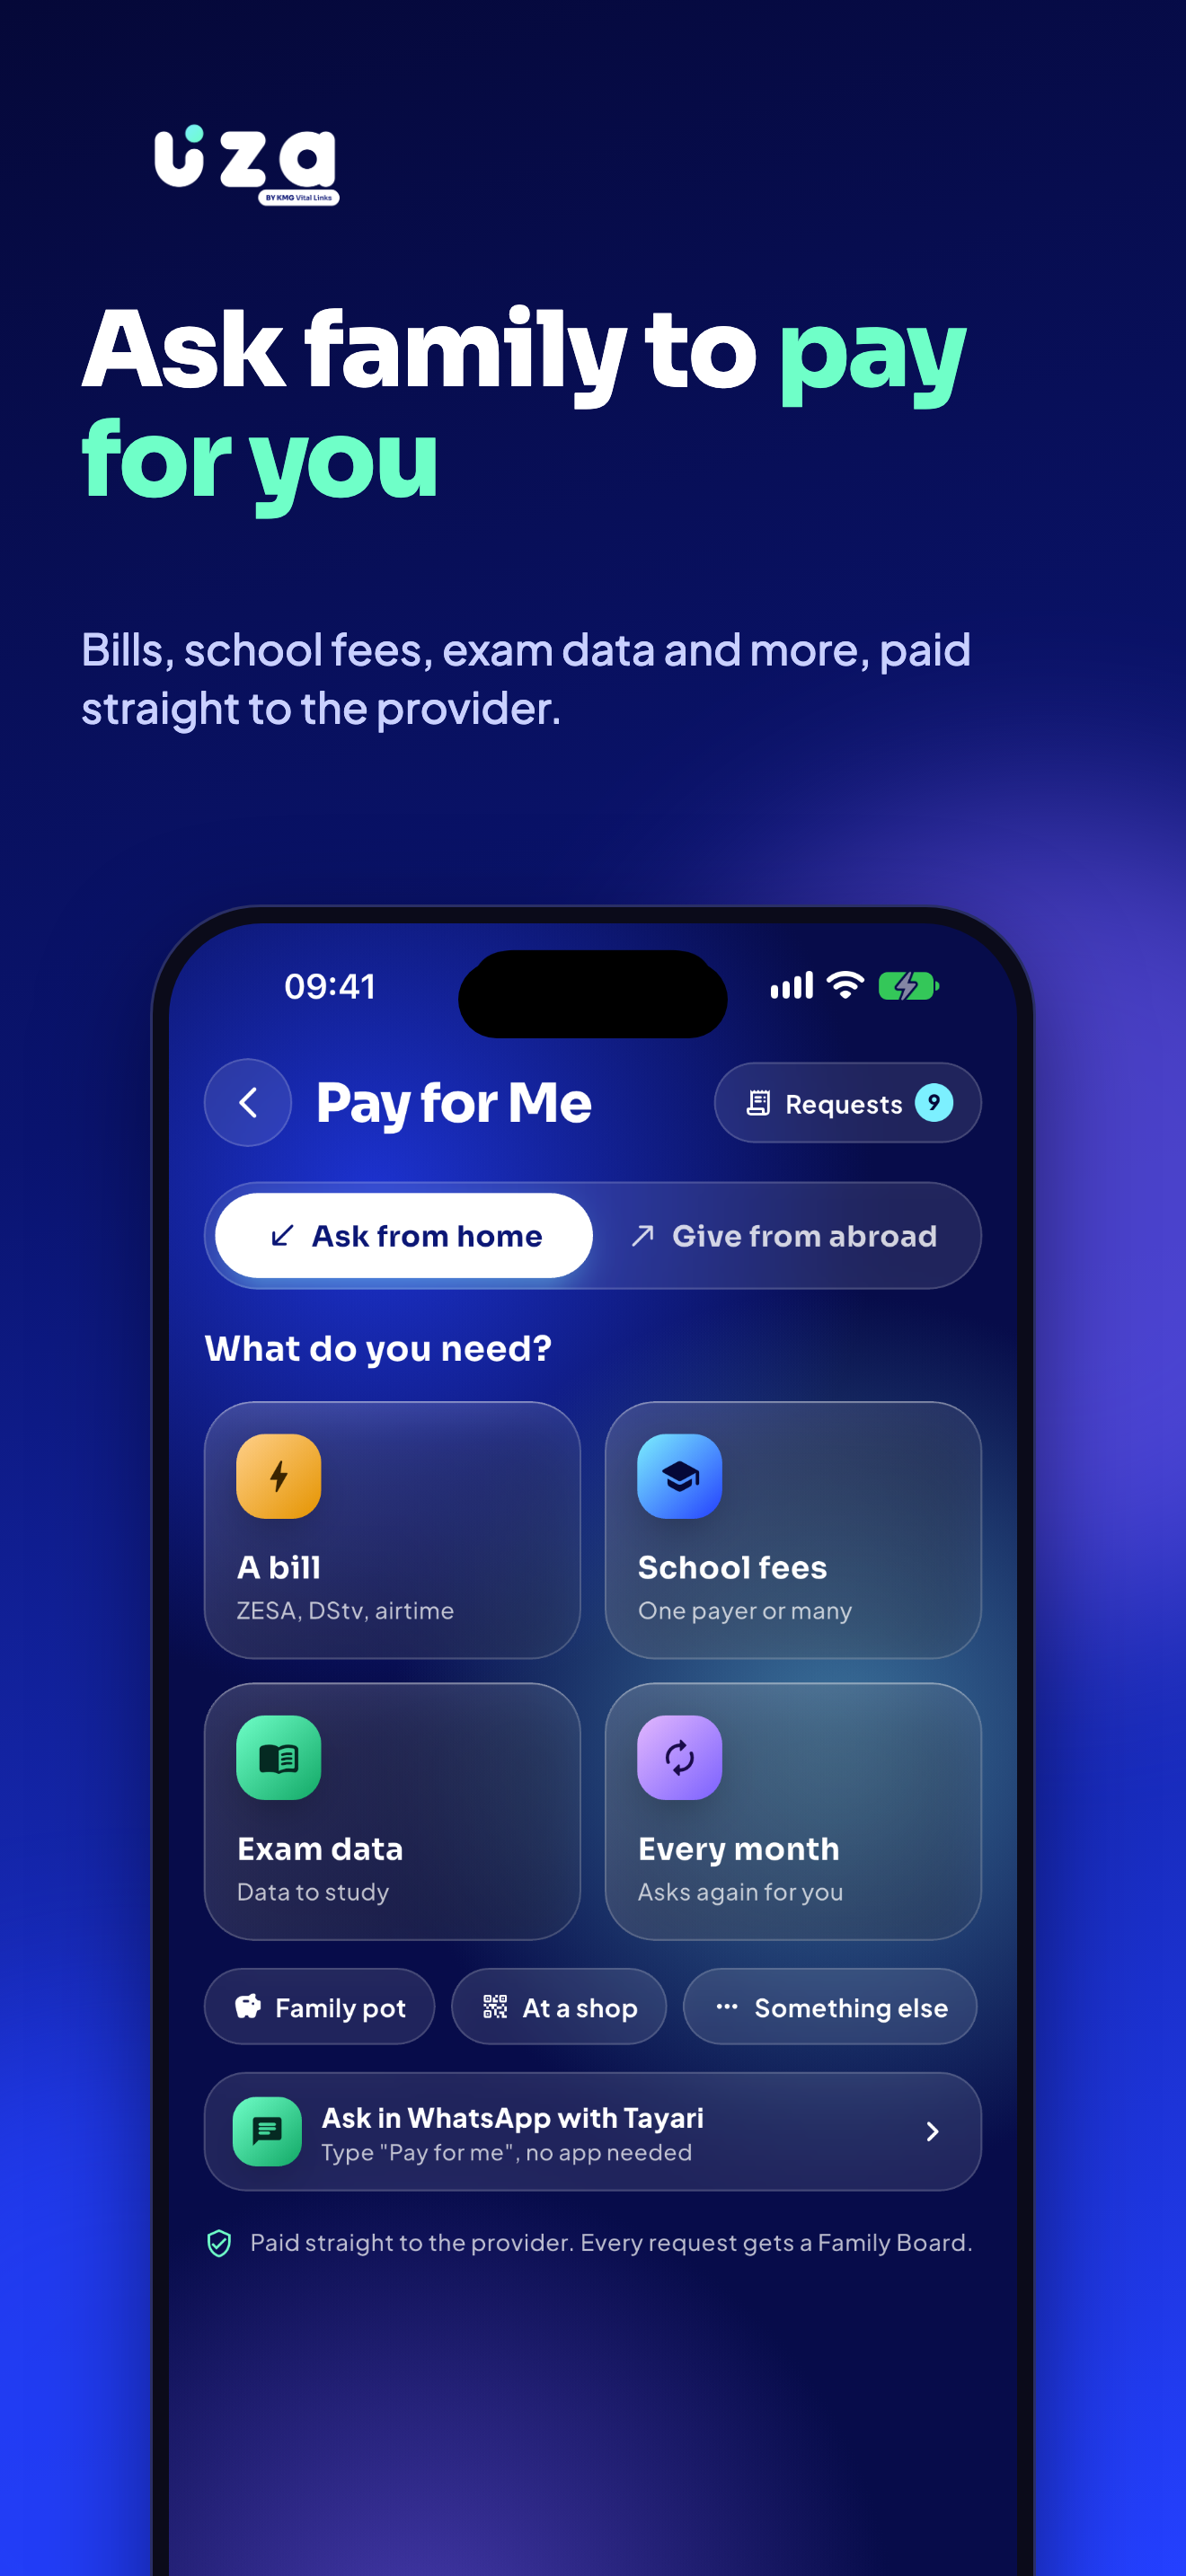 uza
BY KMG Vital Links
Ask family to pay
for you
Bills, school fees, exam data and more, paid
straight to the provider.
09:41
Pay for Me
Requests 9
Ask from home
Give from abroad
What do you need?
A bill
ZESA, DStv, airtime
School fees
One payer or many
Exam data
Data to study
Every month
Asks again for you
Family pot
At a shop
Something else
Ask in WhatsApp with Tayari
Type "Pay for me", no app needed
Paid straight to the provider. Every request gets a Family Board.